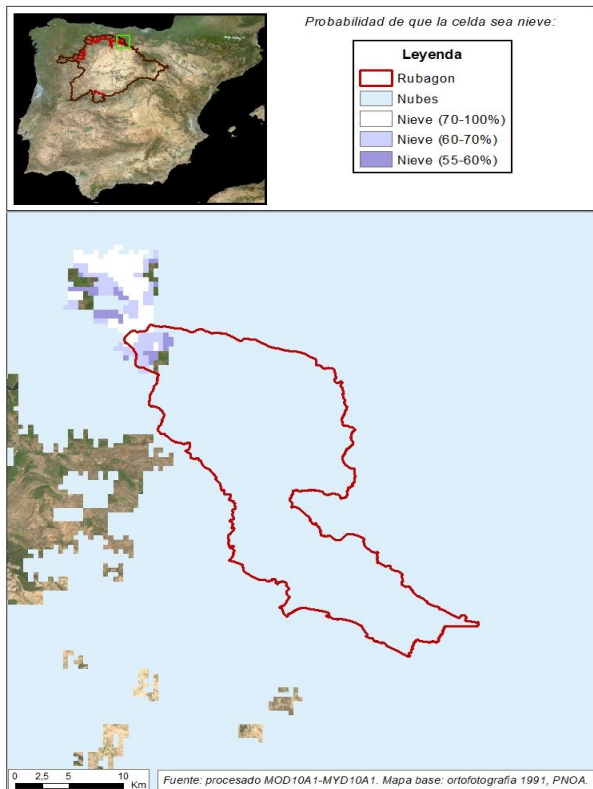 Probabilidad de que la celda sea nieve:
Leyenda
Rubagon
Nubes
Nieve (70-100%)
Nieve (60-70%)
Nieve (55-60%)
0 2,5 5 10
Km
Fuente: procesado MOD10A1-MYD10A1. Mapa base: ortofotografia 1991, PNOA.